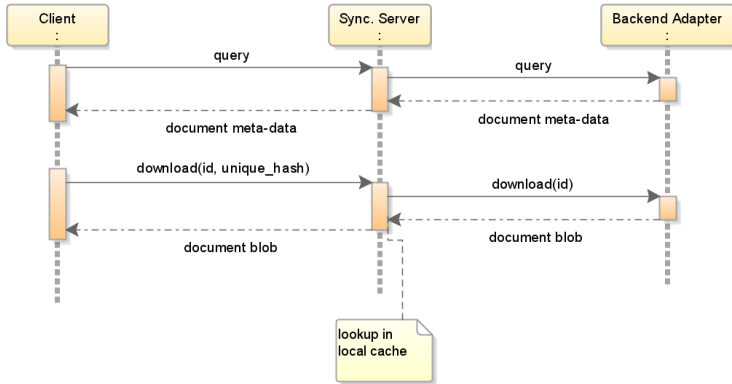 Client
:
Sync. Server
:
Backend Adapter
:
query
query
document meta-data
document meta-data
download(id, unique_hash)
download(id)
document blob
document blob
lookup in
local cache